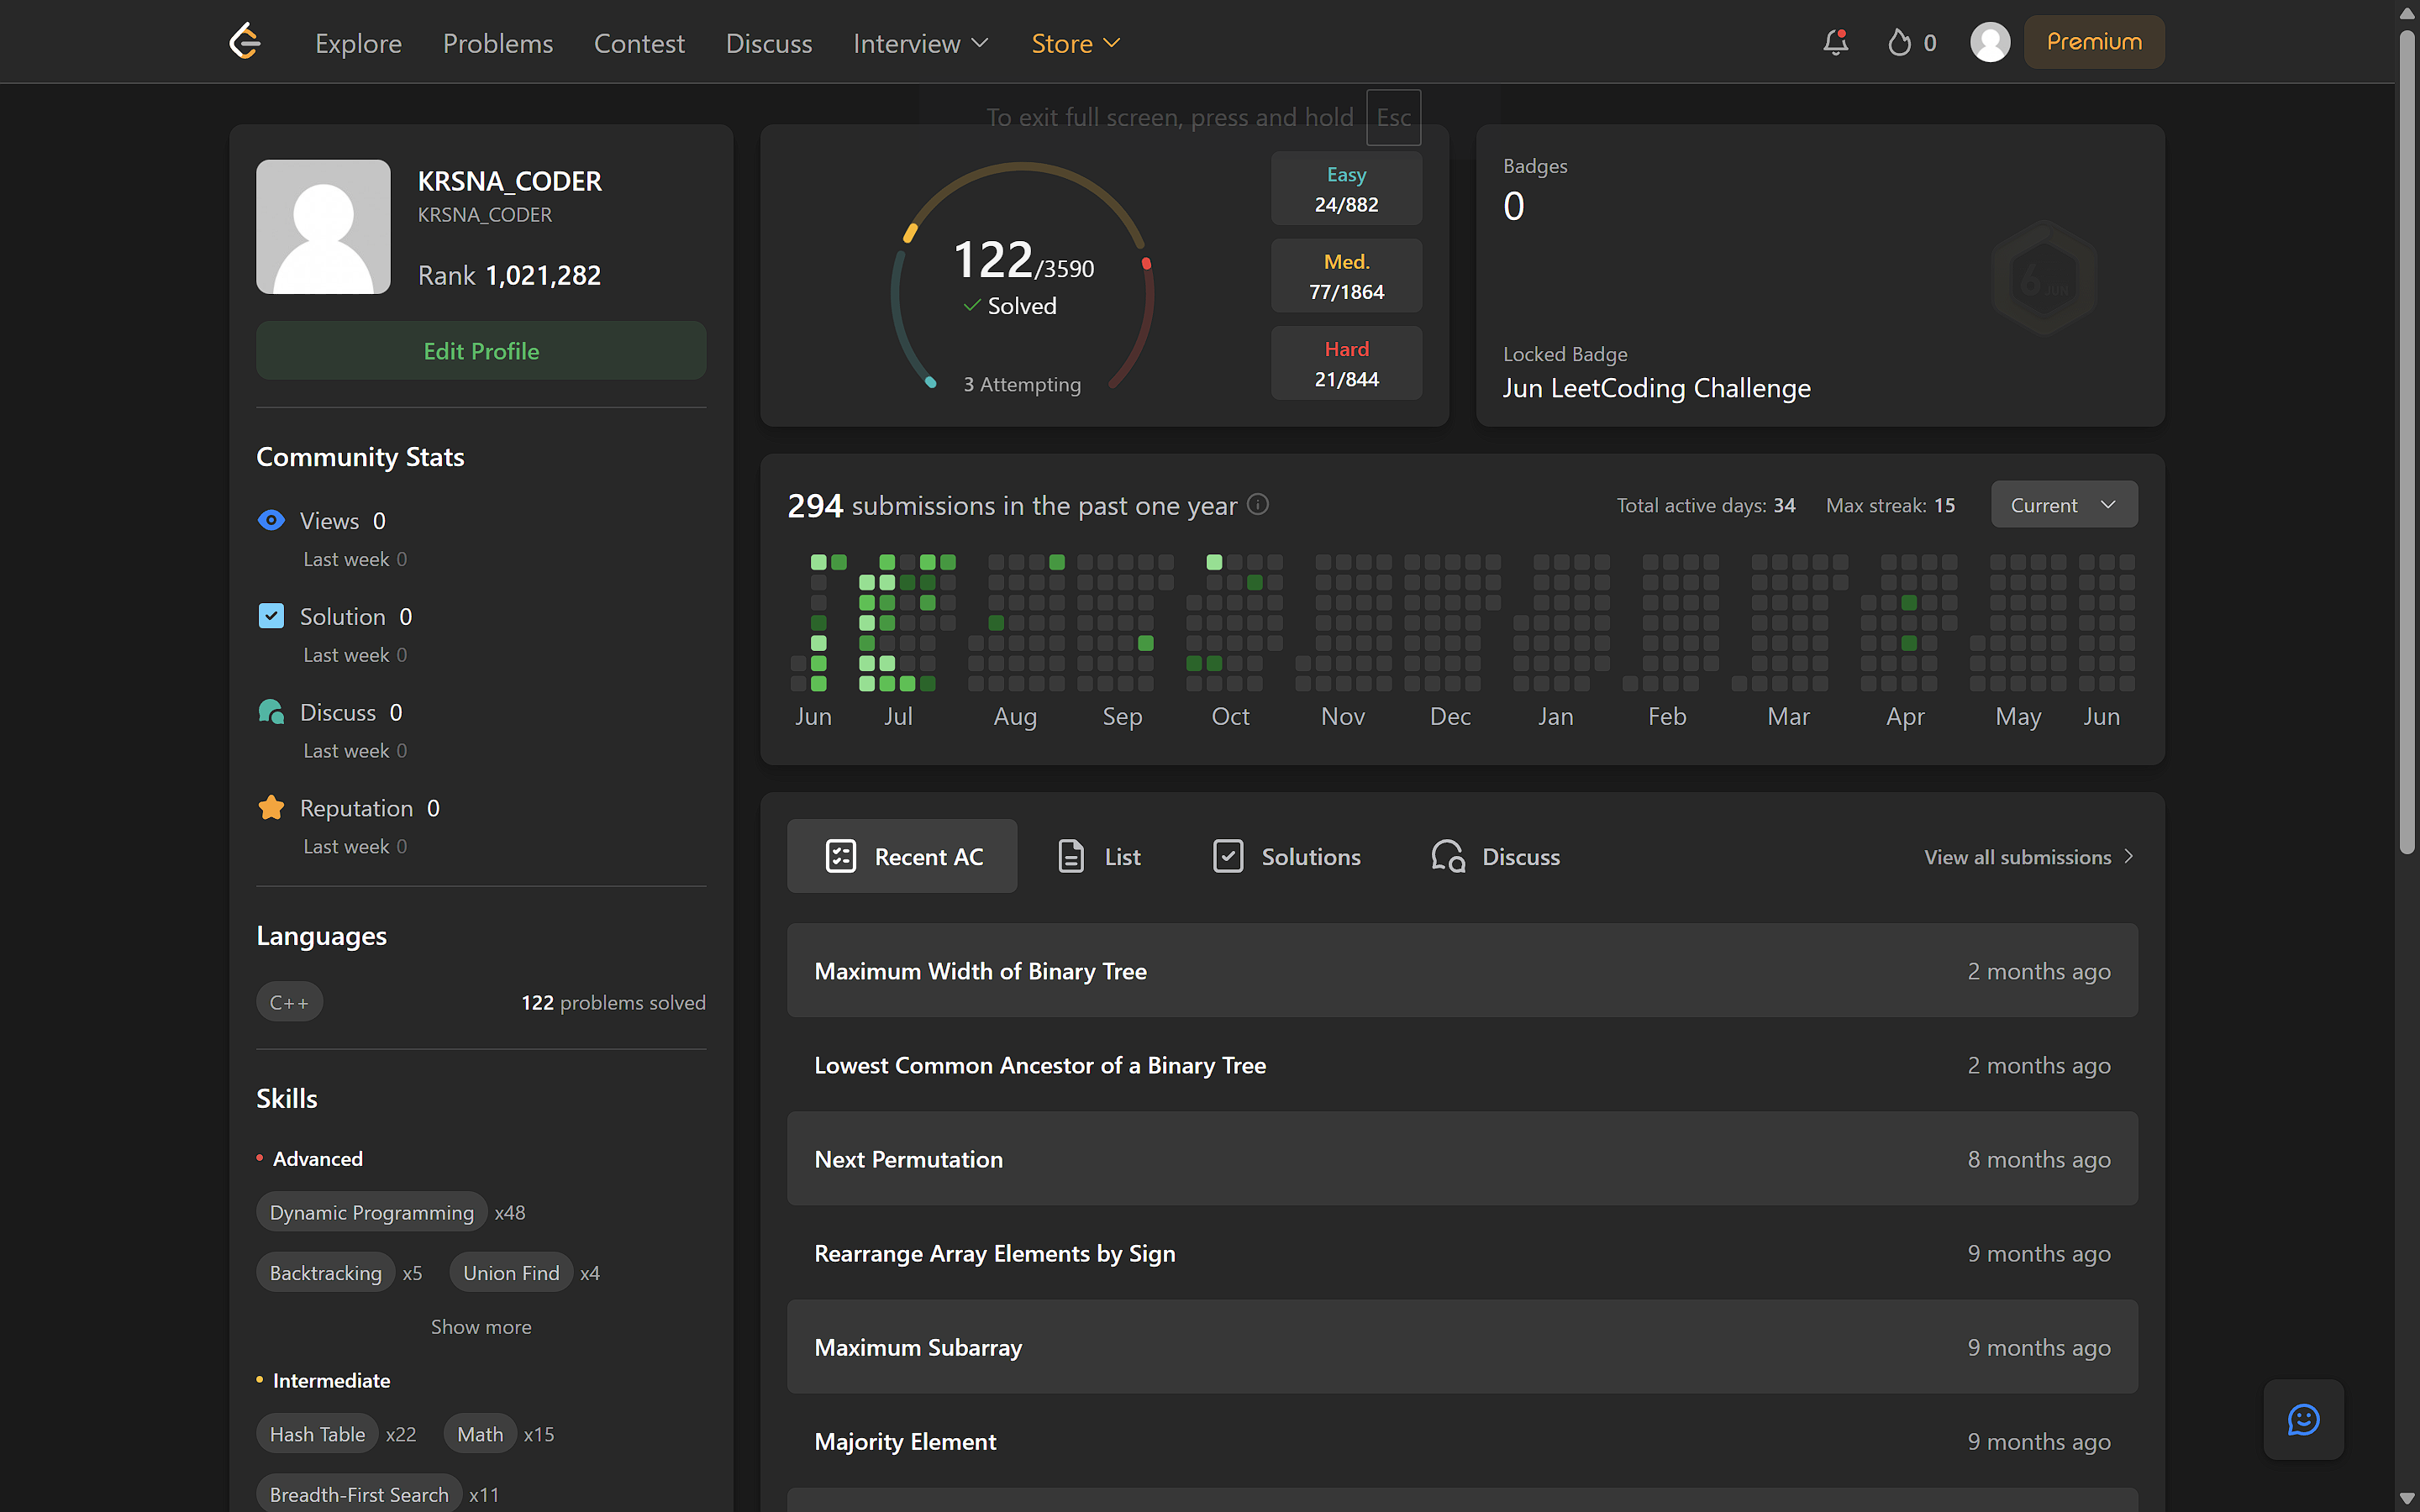 Explore Problems Contest Discuss Interview Store 0 Premium
To exit full screen, press and hold Esc
KRSNA_CODER
KRSNA_CODER
Rank 1,021,282
Edit Profile
Community Stats
Views 0
Last week 0
Solution 0
Last week 0
Discuss 0
Last week 0
Reputation 0
Last week 0
Languages
C++ 122 problems solved
Skills
Advanced
Dynamic Programming x48
Backtracking x5 Union Find x4
Show more
Intermediate
Hash Table x22 Math x15
Breadth-First Search x11
122/3590
Solved
3 Attempting
Easy
24/882
Med.
77/1864
Hard
21/844
Badges
0
6 JUN
Locked Badge
Jun LeetCoding Challenge
294 submissions in the past one year Total active days: 34 Max streak: 15 Current
Jun Jul Aug Sep Oct Nov Dec Jan Feb Mar Apr May Jun
Recent AC List Solutions Discuss View all submissions
Maximum Width of Binary Tree 2 months ago
Lowest Common Ancestor of a Binary Tree 2 months ago
Next Permutation 8 months ago
Rearrange Array Elements by Sign 9 months ago
Maximum Subarray 9 months ago
Majority Element 9 months ago